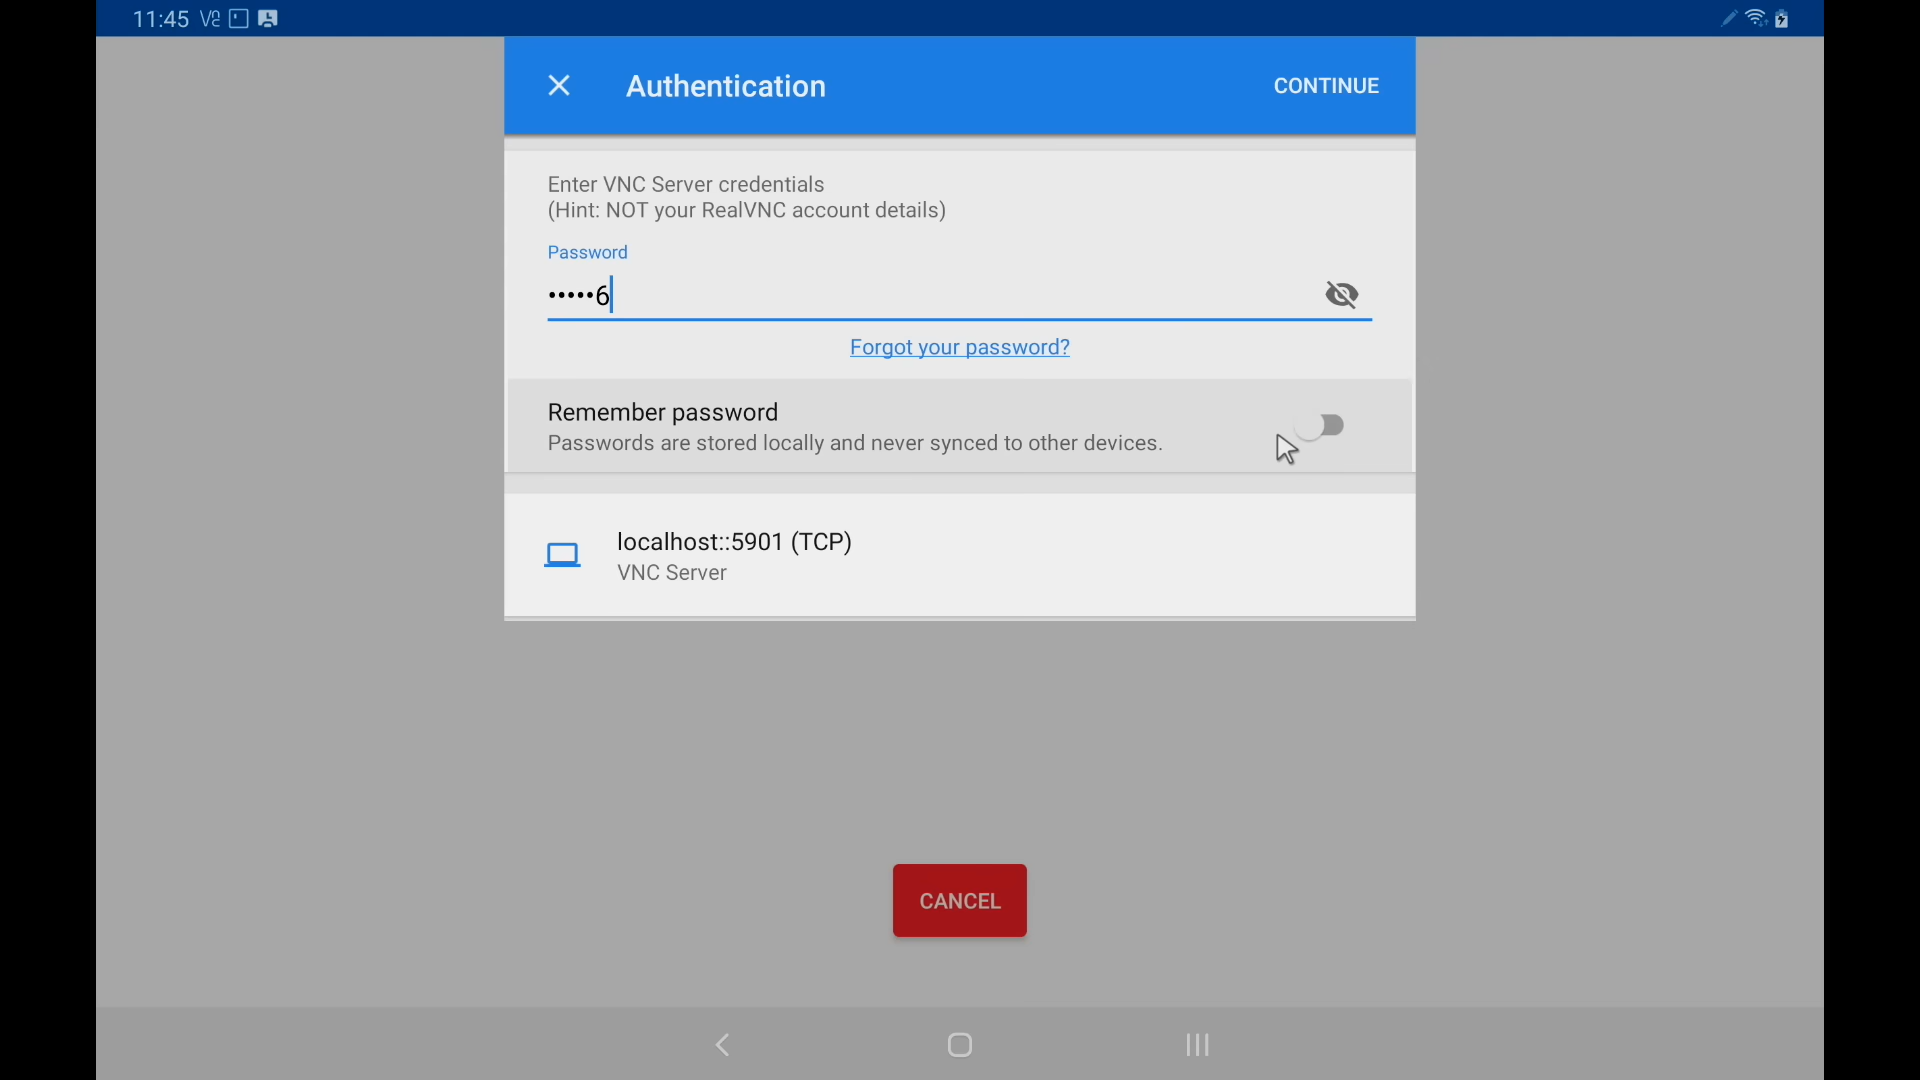 11:45
Authentication
CONTINUE
Enter VNC Server credentials
(Hint: NOT your RealVNC account details)
Password
•••••6
Forgot your password?
Remember password
Passwords are stored locally and never synced to other devices.
localhost::5901 (TCP)
VNC Server
CANCEL